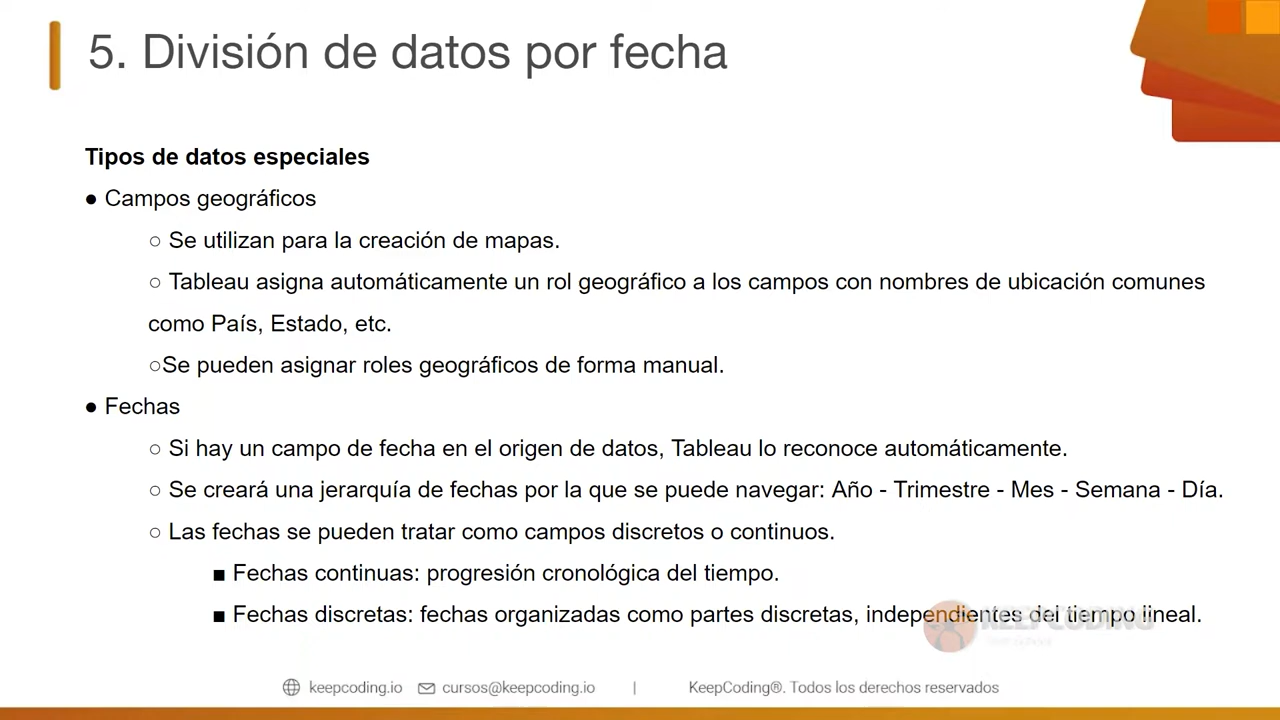 5. División de datos por fecha
Tipos de datos especiales
● Campos geográficos
○ Se utilizan para la creación de mapas.
○ Tableau asigna automáticamente un rol geográfico a los campos con nombres de ubicación comunes
como País, Estado, etc.
○Se pueden asignar roles geográficos de forma manual.
● Fechas
○ Si hay un campo de fecha en el origen de datos, Tableau lo reconoce automáticamente.
○ Se creará una jerarquía de fechas por la que se puede navegar: Año - Trimestre - Mes - Semana - Día.
○ Las fechas se pueden tratar como campos discretos o continuos.
■ Fechas continuas: progresión cronológica del tiempo.
■ Fechas discretas: fechas organizadas como partes discretas, independientes del tiempo lineal.
KEEPCODING
keepcoding.io cursos@keepcoding.io | KeepCoding®. Todos los derechos reservados